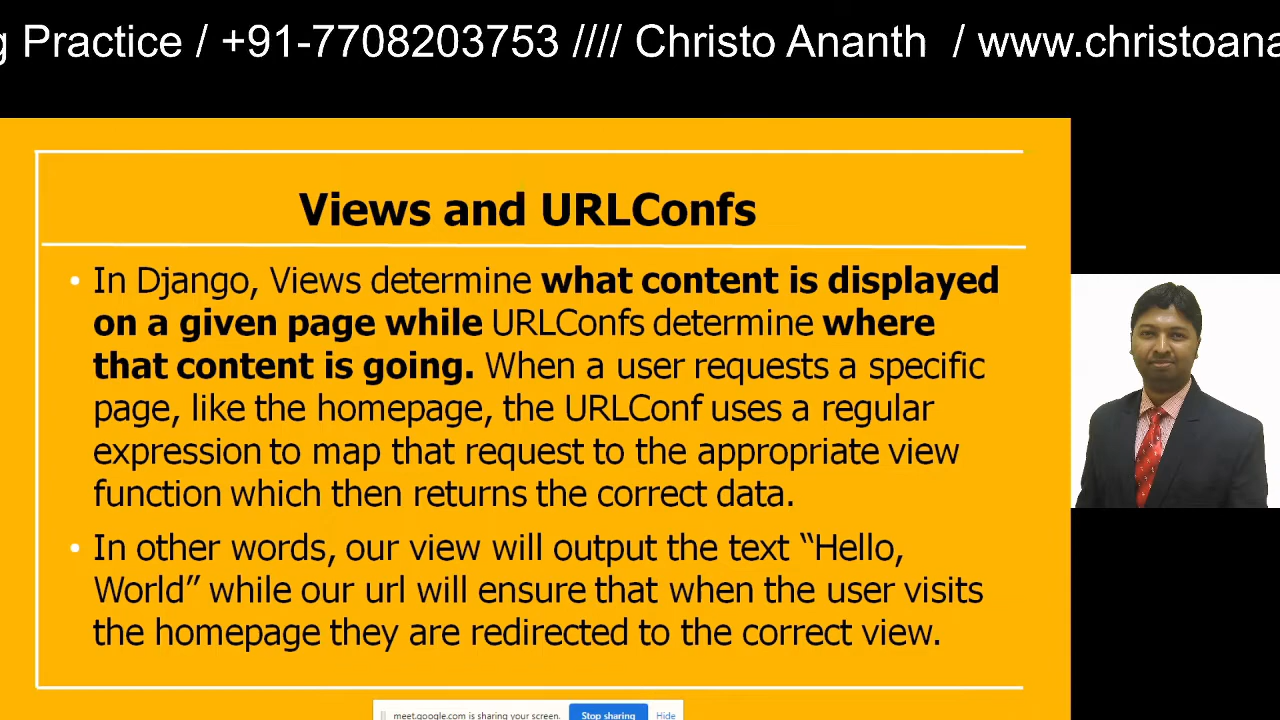 g Practice / +91-7708203753 //// Christo Ananth / www.christoana
Views and URLConfs
• In Django, Views determine what content is displayed
on a given page while URLConfs determine where
that content is going. When a user requests a specific
page, like the homepage, the URLConf uses a regular
expression to map that request to the appropriate view
function which then returns the correct data.
• In other words, our view will output the text “Hello,
World” while our url will ensure that when the user visits
the homepage they are redirected to the correct view.
meet.google.com is sharing your screen. Stop sharing Hide